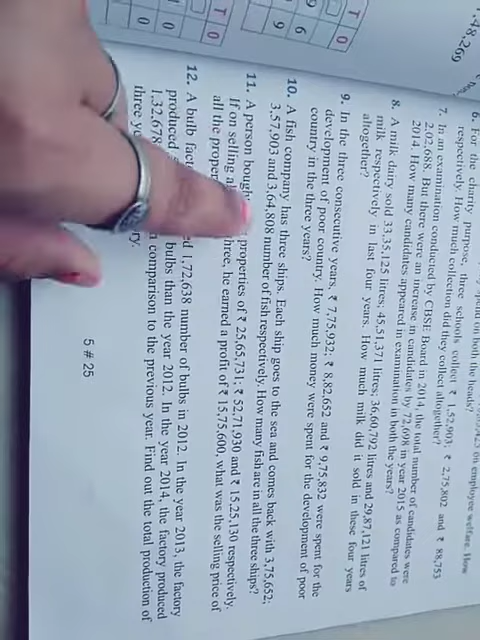 1,48,269
spend on both the heads?
on employee welfare. How
6. For the charity purpose, three schools collect ₹ 1,52,903; ₹ 2,75,802 and ₹ 88,753
respectively. How much collection did they collect altogether?
7. In an examination conducted by CBSE Board in 2014, the total number of candidates were
2,02,688. But there were an increase in candidates by 72,098 in year 2015 as compared to
2014. How many candidates appeared in examination in both the years?
8. A milk dairy sold 33,35,125 litres; 45,51,371 litres; 36,60,792 litres and 29,87,121 litres of
milk respectively in last four years. How much milk did it sold in these four years
altogether?
9. In the three consecutive years, ₹ 7,75,932; ₹ 8,82,652 and ₹ 9,75,832 were spent for the
development of poor country. How much money were spent for the development of poor
country in the three years?
10. A fish company has three ships. Each ship goes to the sea and comes back with 3,75,652;
3,57,903 and 3,64,808 number of fish respectively. How many fish are in all the three ships?
11. A person bough properties of ₹ 25,65,731; ₹ 52,71,930 and ₹ 15,25,130 respectively.
If on selling al three, he earned a profit of ₹ 15,75,600, what was the selling price of
all the proper
12. A bulb fact ed 1,72,638 number of bulbs in 2012. In the year 2013, the factory
produced bulbs than the year 2012. In the year 2014, the factory produced
1,32,678 n comparison to the previous year. Find out the total production of
three ye ry.
T O
9 6
9
T O
0
0
5 # 25